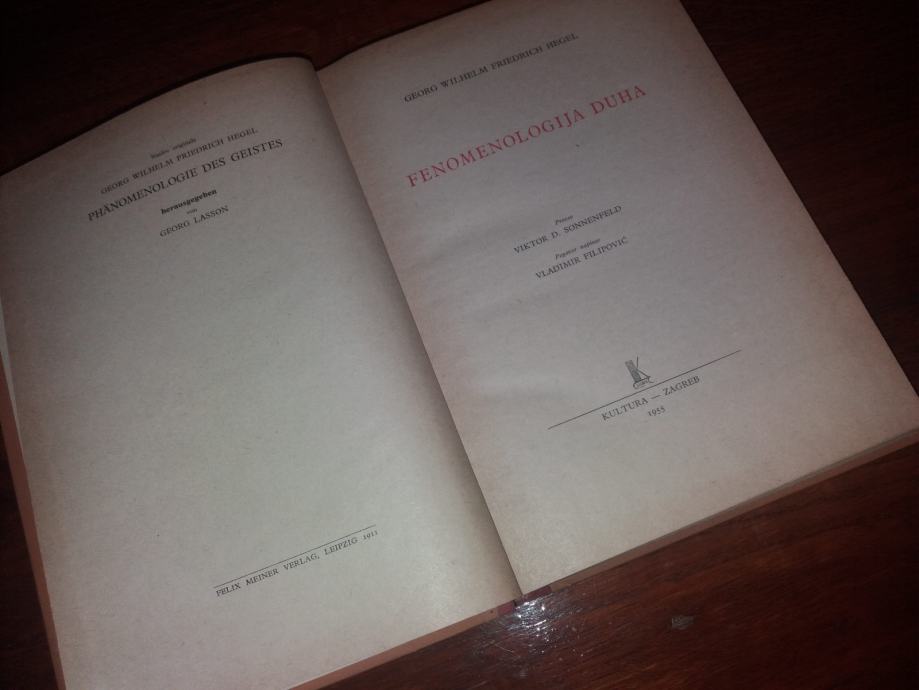 Naslov originala
GEORG WILHELM FRIEDRICH HEGEL
PHÄNOMENOLOGIE DES GEISTES
herausgegeben
von
GEORG LASSON
FELIX MEINER VERLAG, LEIPZIG 1911
GEORG WILHELM FRIEDRICH HEGEL
FENOMENOLOGIJA DUHA
Preveo
VIKTOR D. SONNENFELD
Pogovor napisao
VLADIMIR FILIPOVIĆ
KULTURA — ZAGREB
1955